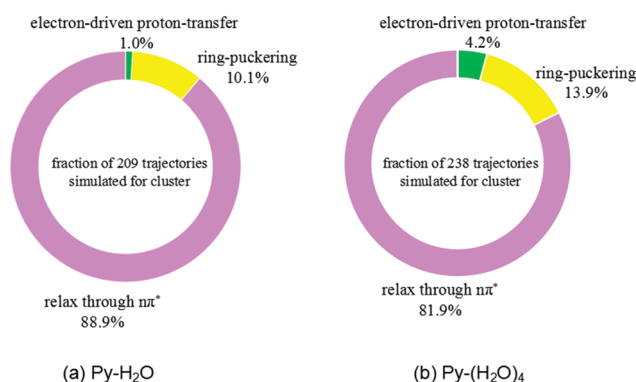 electron-driven proton-transfer
1.0%
ring-puckering
10.1%
fraction of 209 trajectories
simulated for cluster
relax through nπ*
88.9%
(a) Py-H₂O
electron-driven proton-transfer
4.2%
ring-puckering
13.9%
fraction of 238 trajectories
simulated for cluster
relax through nπ*
81.9%
(b) Py-(H₂O)₄